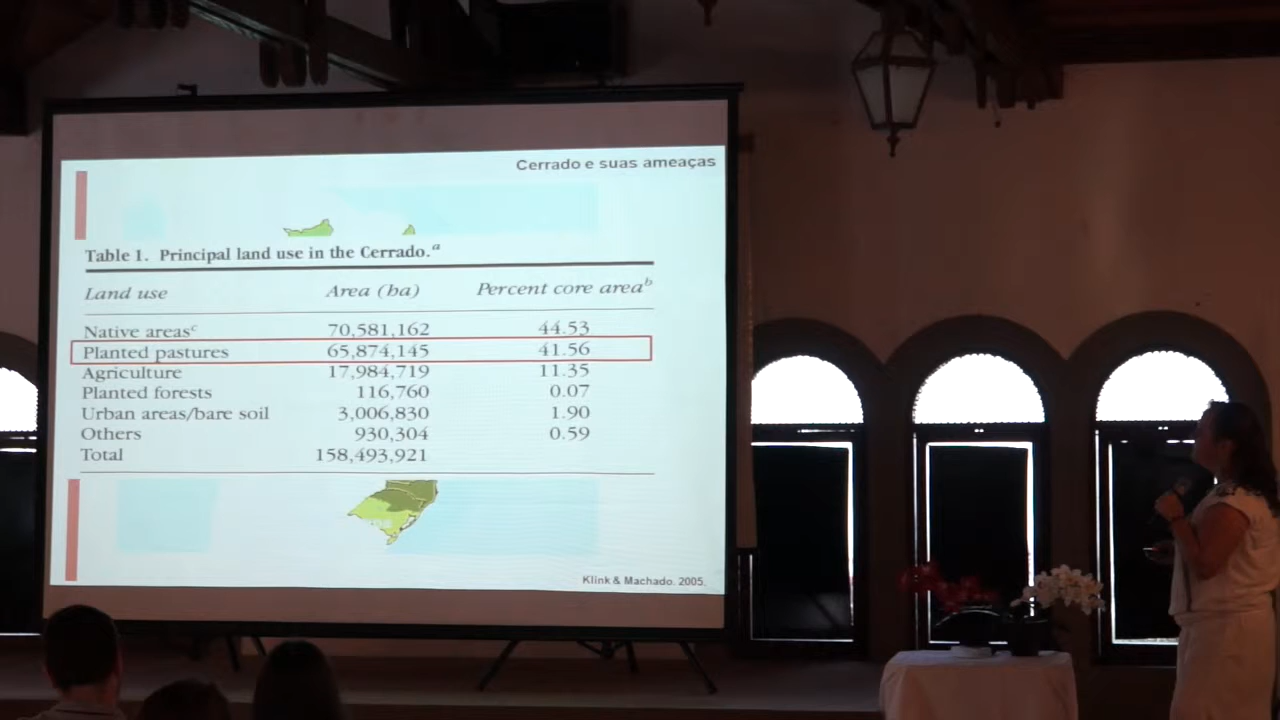 Cerrado e suas ameaças
Table 1. Principal land use in the Cerrado.a
Land use Area (ha) Percent core areab
Native areasc 70,581,162 44.53
Planted pastures 65,874,145 41.56
Agriculture 17,984,719 11.35
Planted forests 116,760 0.07
Urban areas/bare soil 3,006,830 1.90
Others 930,304 0.59
Total 158,493,921
Klink & Machado. 2005.